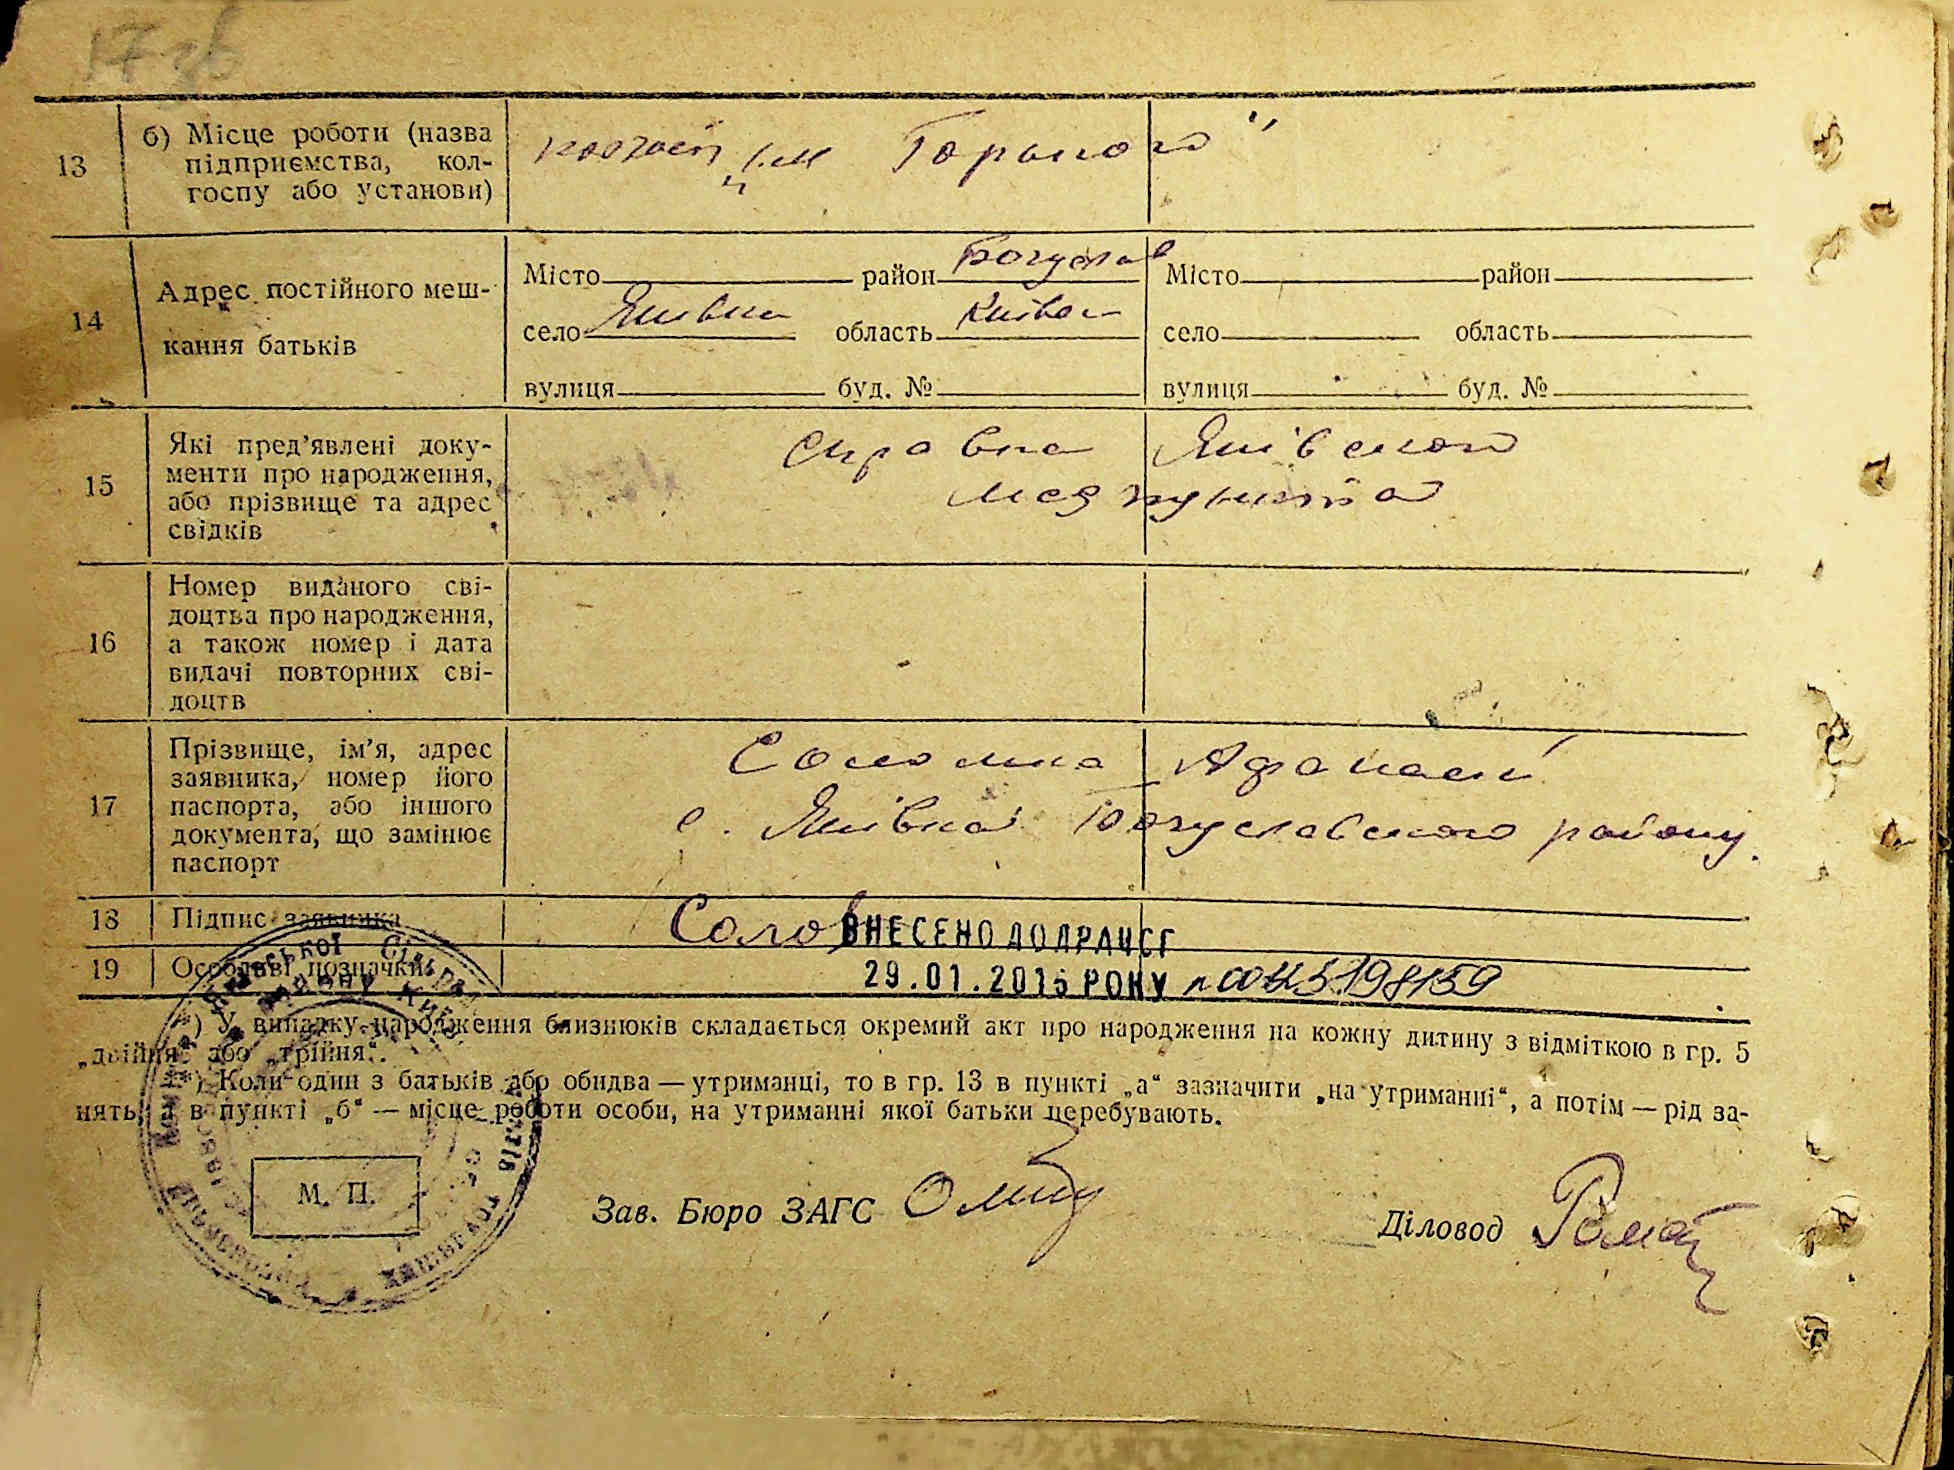 17зб
13 б) Місце роботи (назва
підприємства, кол-
госпу або установи)
колгосп „ім Горького"
14 Адрес постійного меш-
кання батьків
Місто район Богуслав Місто район
село Яхівка область Київсь село область
вулиця буд. № вулиця буд. №
15 Які пред’явлені доку-
менти про народження,
або прізвище та адрес
свідків
справка
медпункта
16 Номер виданого сві-
доцтва про народження,
а також номер і дата
видачі повторних сві-
доцтв
17 Прізвище, ім’я, адрес
заявника, номер його
паспорта, або іншого
документа, що замінює
паспорт
Афанасій
с. Богуславського району.
18 Підпис заявника
ВНЕСЕНО ДО ДРАЦСГ
19 Особливі позначки
29.01.2015 РОКУ
*) У випадку народження близнюків складається окремий акт про народження на кожну дитину з відміткою в гр. 5
„двійня“ або „трійня“.
**) Коли один з батьків або обидва — утриманці, то в гр. 13 в пункті „а“ зазначити „на утриманні“, а потім — рід за-
нять, а в пункті „б“ — місце роботи особи, на утриманні якої батьки перебувають.
М. П.
Зав. Бюро ЗАГС
Діловод